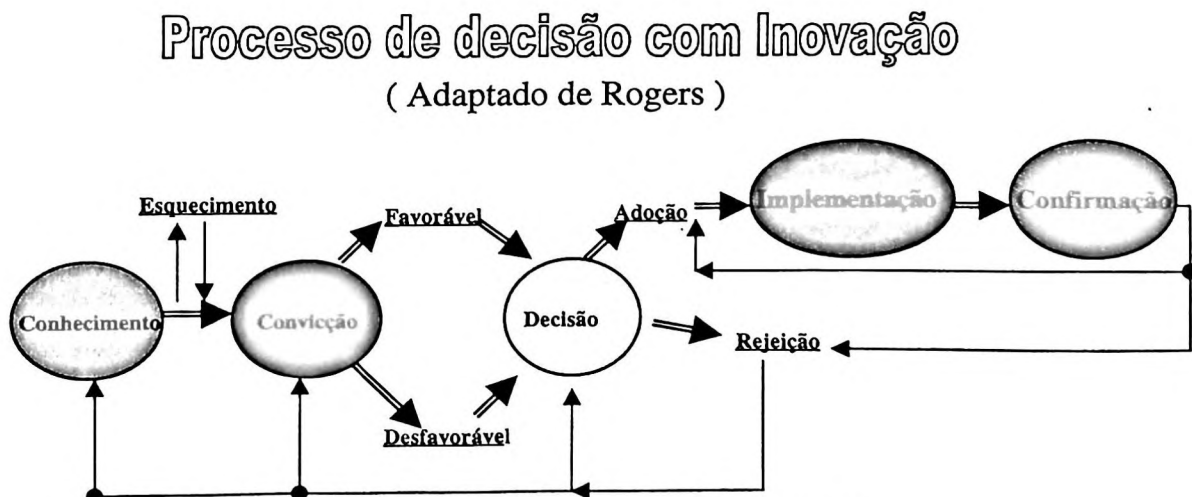 Processo de decisão com Inovação
( Adaptado de Rogers )
Esquecimento
Favorável
Adoção
Implementação
Confirmação
Conhecimento
Convicção
Decisão
Rejeição
Desfavorável